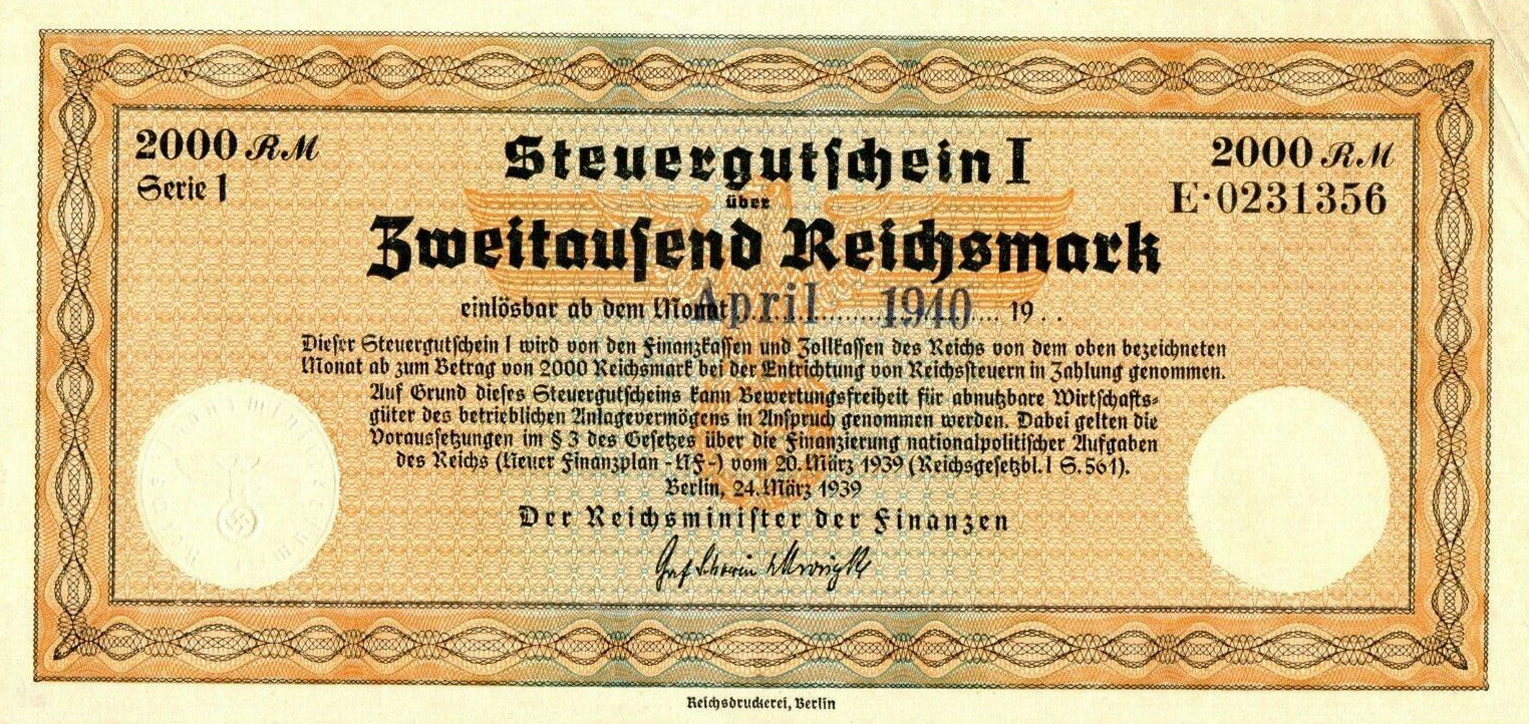 2000 RM
Steuergutschein I
2000 RM
Serie I
über
E·0231356
Zweitausend Reichsmark
einlösbar ab dem Monat April 1940 19 . .
Dieser Steuergutschein I wird von den Finanzkassen und Zollkassen des Reichs von dem oben bezeichneten
Monat ab zum Betrag von 2000 Reichsmark bei der Entrichtung von Reichssteuern in Zahlung genommen.
Auf Grund dieses Steuergutscheins kann Bewertungsfreiheit für abnutzbare Wirtschafts-
güter des betrieblichen Anlagevermögens in Anspruch genommen werden. Dabei gelten die
Voraussetzungen im § 3 des Gesetzes über die Finanzierung nationalpolitischer Aufgaben
des Reichs (Neuer Finanzplan - NF -) vom 20. März 1939 (Reichsgesetzbl. I S. 561).
Berlin, 24. März 1939
Der Reichsminister der Finanzen
Graf Schwerin Krosigk
Reichsdruckerei, Berlin